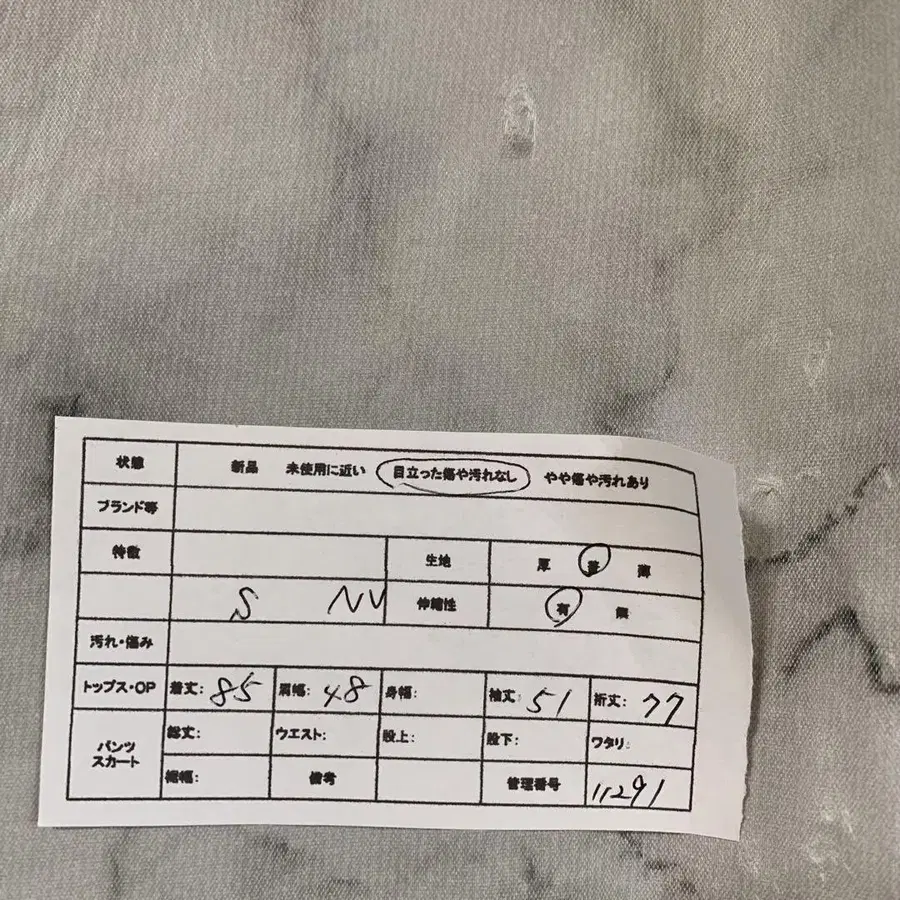 状態 新品 未使用に近い 目立った傷や汚れなし やや傷や汚れあり
ブランド等
特徴 生地 厚 普 薄
S NV 伸縮性 有 無
汚れ・傷み
トップス・OP 着丈: 85 肩幅: 48 身幅: 袖丈: 51 裄丈: 77
パンツ スカート 総丈: ウエスト: 股上: 股下: ワタリ:
裾幅: 備考 管理番号 11291